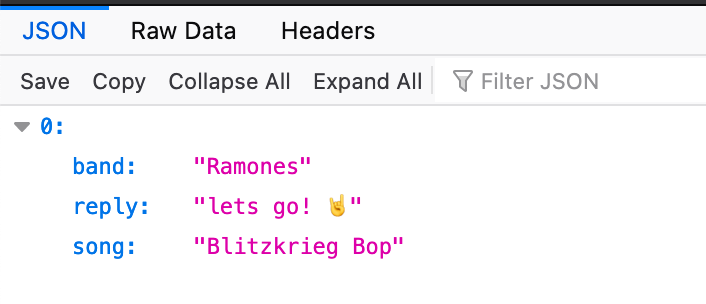 JSON Raw Data Headers
Save Copy Collapse All Expand All Filter JSON
0:
band: "Ramones"
reply: "lets go! 🤘"
song: "Blitzkrieg Bop"